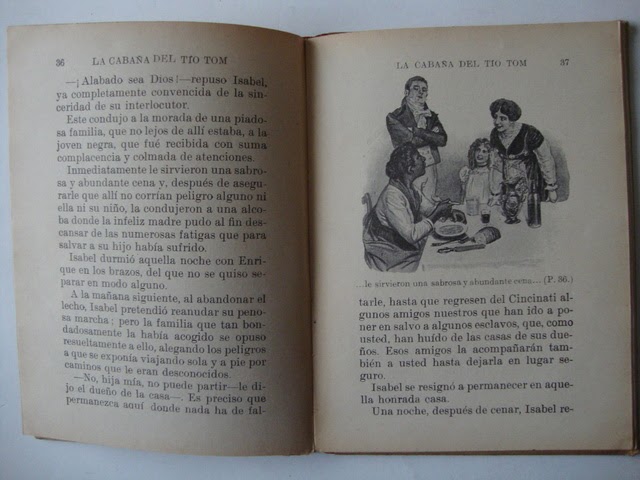 36 LA CABAÑA DEL TÍO TOM
—¡Alabado sea Dios!—repuso Isabel,
ya completamente convencida de la sin-
ceridad de su interlocutor.
Este condujo a la morada de una piado-
sa familia, que no lejos de allí estaba, a la
joven negra, que fué recibida con suma
complacencia y colmada de atenciones.
Inmediatamente le sirvieron una sabro-
sa y abundante cena y, después de asegu-
rarle que allí no corrían peligro alguno ni
ella ni su niño, la condujeron a una alco-
ba donde la infeliz madre pudo al fin des-
cansar de las numerosas fatigas que para
salvar a su hijo había sufrido.
Isabel durmió aquella noche con Enri-
que en los brazos, del que no se quiso se-
parar en modo alguno.
A la mañana siguiente, al abandonar el
lecho, Isabel pretendió reanudar su peno-
sa marcha; pero la familia que tan bon-
dadosamente la había acogido se opuso
resueltamente a ello, alegando los peligros
a que se exponía viajando sola y a pie por
caminos que le eran desconocidos.
—No, hija mía, no puede partir—le di-
jo el dueño de la casa—. Es preciso que
permanezca aquí donde nada ha de fal-
LA CABAÑA DEL TÍO TOM 37
...le sirvieron una sabrosa y abundante cena... (P. 36.)
tarle, hasta que regresen del Cincinati al-
gunos amigos nuestros que han ido a po-
ner en salvo a algunos esclavos, que, como
usted, han huído de las casas de sus due-
ños. Esos amigos la acompañarán tam-
bién a usted hasta dejarla en lugar se-
guro.
Isabel se resignó a permanecer en aque-
lla honrada casa.
Una noche, después de cenar, Isabel re-